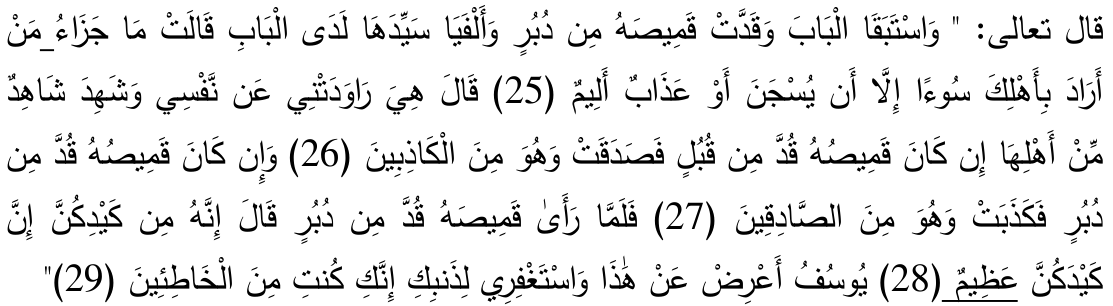 قال تعالى: " وَاسْتَبَقَا الْبَابَ وَقَدَّتْ قَمِيصَهُ مِن دُبُرٍ وَأَلْفَيَا سَيِّدَهَا لَدَى الْبَابِ قَالَتْ مَا جَزَاءُ مَنْ
أَرَادَ بِأَهْلِكَ سُوءًا إِلَّا أَن يُسْجَنَ أَوْ عَذَابٌ أَلِيمٌ (25) قَالَ هِيَ رَاوَدَتْنِي عَن نَّفْسِي وَشَهِدَ شَاهِدٌ
مِّنْ أَهْلِهَا إِن كَانَ قَمِيصُهُ قُدَّ مِن قُبُلٍ فَصَدَقَتْ وَهُوَ مِنَ الْكَاذِبِينَ (26) وَإِن كَانَ قَمِيصُهُ قُدَّ مِن
دُبُرٍ فَكَذَبَتْ وَهُوَ مِنَ الصَّادِقِينَ (27) فَلَمَّا رَأَىٰ قَمِيصَهُ قُدَّ مِن دُبُرٍ قَالَ إِنَّهُ مِن كَيْدِكُنَّ إِنَّ
كَيْدَكُنَّ عَظِيمٌ (28) يُوسُفُ أَعْرِضْ عَنْ هَٰذَا وَاسْتَغْفِرِي لِذَنبِكِ إِنَّكِ كُنتِ مِنَ الْخَاطِئِينَ (29)"